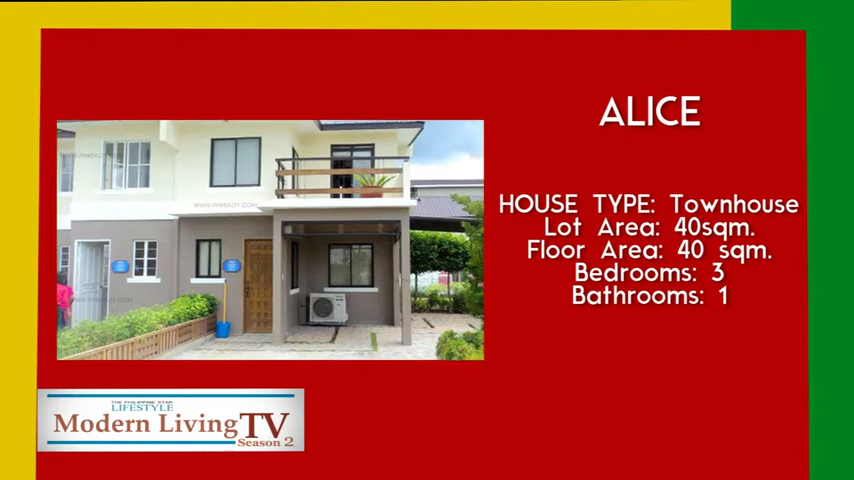 ALICE
HOUSE TYPE: Townhouse
Lot Area: 40sqm.
Floor Area: 40 sqm.
Bedrooms: 3
Bathrooms: 1
THE PHILIPPINE STAR
LIFESTYLE
Modern Living TV
Season 2